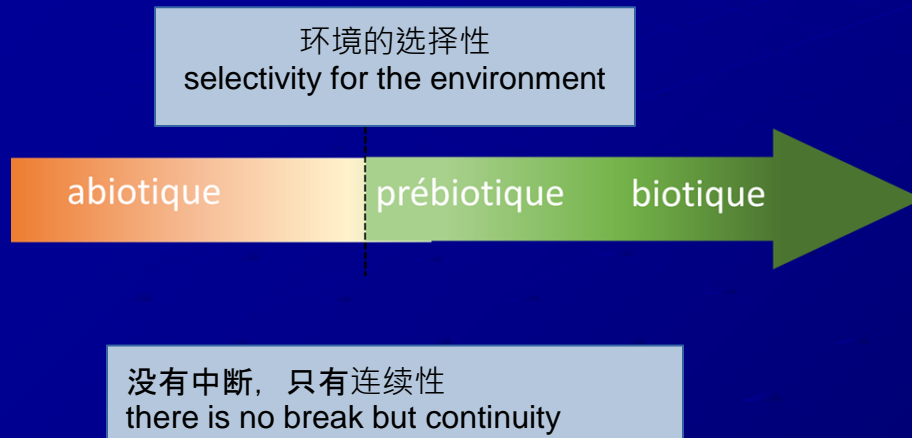 环境的选择性
selectivity for the environment
abiotique prébiotique biotique
没有中断，只有连续性
there is no break but continuity